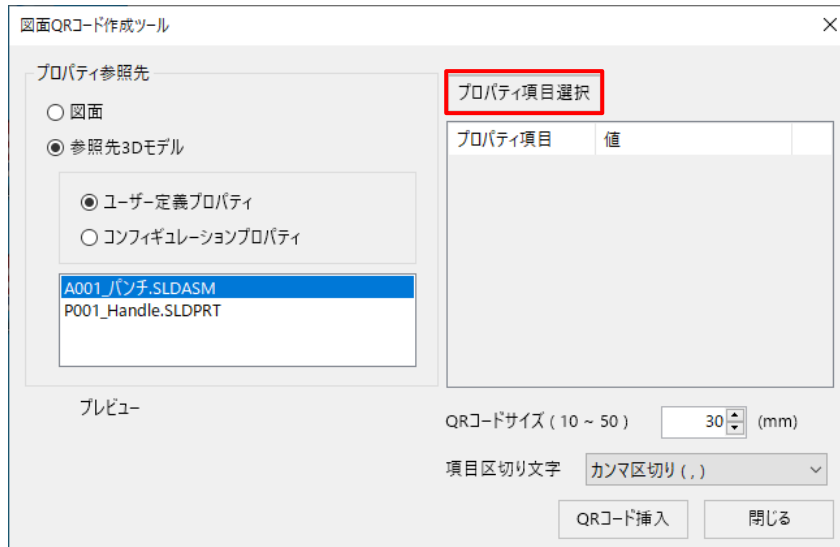 図面QRコード作成ツール
プロパティ参照先
図面
参照先3Dモデル
ユーザー定義プロパティ
コンフィギュレーションプロパティ
A001_パンチ.SLDASM
P001_Handle.SLDPRT
プレビュー
プロパティ項目選択
プロパティ項目 値
QRコードサイズ ( 10 ~ 50 ) 30 (mm)
項目区切り文字 カンマ区切り ( , )
QRコード挿入 閉じる